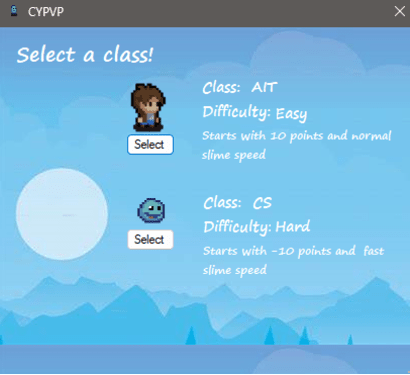 CYPVP
Select a class!
Class: AIT
Difficulty: Easy
Starts with 10 points and normal
slime speed
Select
Class: CS
Difficulty: Hard
Starts with -10 points and fast
slime speed
Select